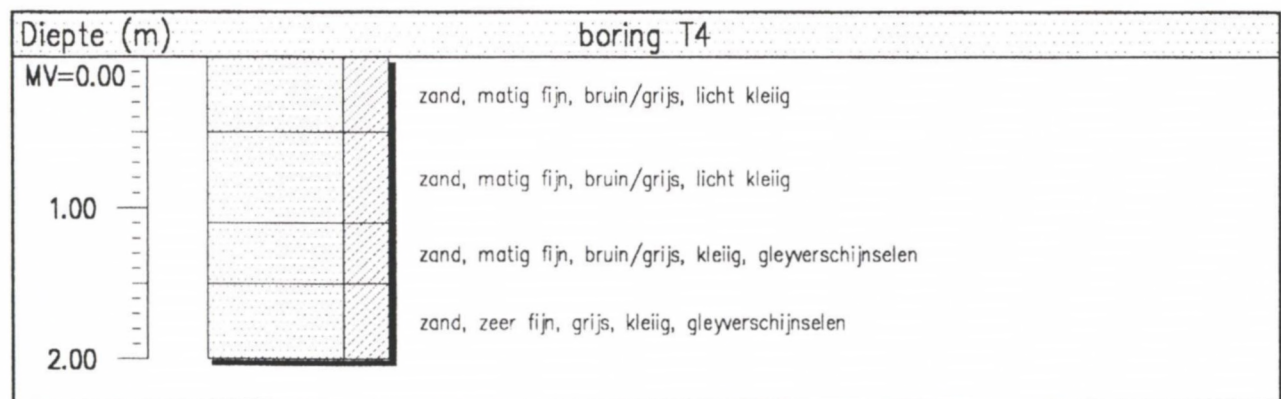 Diepte (m) boring T4
MV=0.00
zand, matig fijn, bruin/grijs, licht kleiig
zand, matig fijn, bruin/grijs, licht kleiig
1.00
zand, matig fijn, bruin/grijs, kleiig, gleyverschijnselen
zand, zeer fijn, grijs, kleiig, gleyverschijnselen
2.00